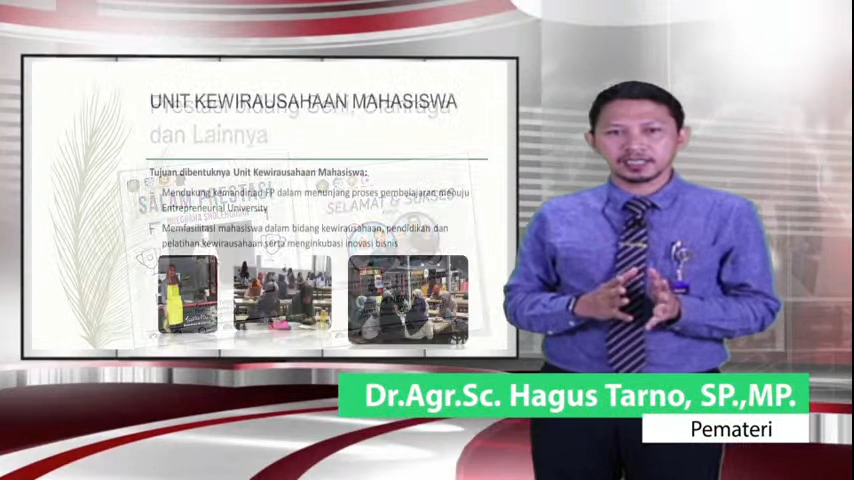 UNIT KEWIRAUSAHAAN MAHASISWA
Prestasi Bidang Seni, Olahraga
dan Lainnya
Tujuan dibentuknya Unit Kewirausahaan Mahasiswa:
Mendukung kemandirian FP dalam menunjang proses pembelajaran menuju
Entrepreneurial University
Memfasilitasi mahasiswa dalam bidang kewirausahaan, pendidikan dan
pelatihan kewirausahaan serta menginkubasi inovasi bisnis
SALAM PRESTASI
SELAMAT & SUKSES
Dr.Agr.Sc. Hagus Tarno, SP.,MP.
Pemateri